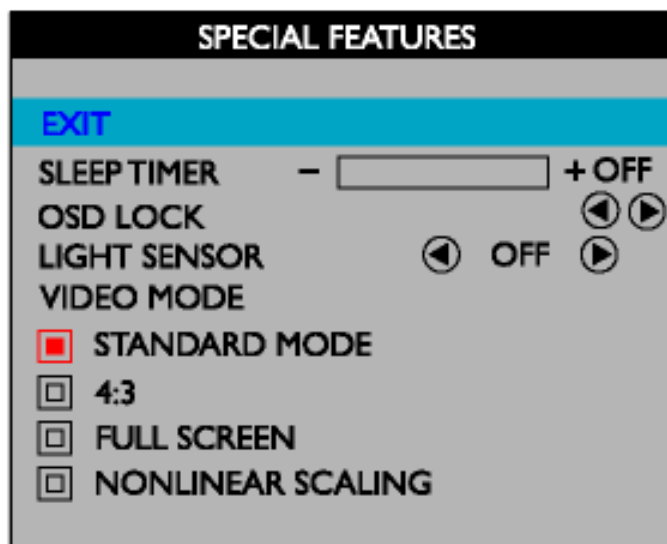 SPECIAL FEATURES
EXIT
SLEEP TIMER - + OFF
OSD LOCK
LIGHT SENSOR OFF
VIDEO MODE
STANDARD MODE
4:3
FULL SCREEN
NONLINEAR SCALING